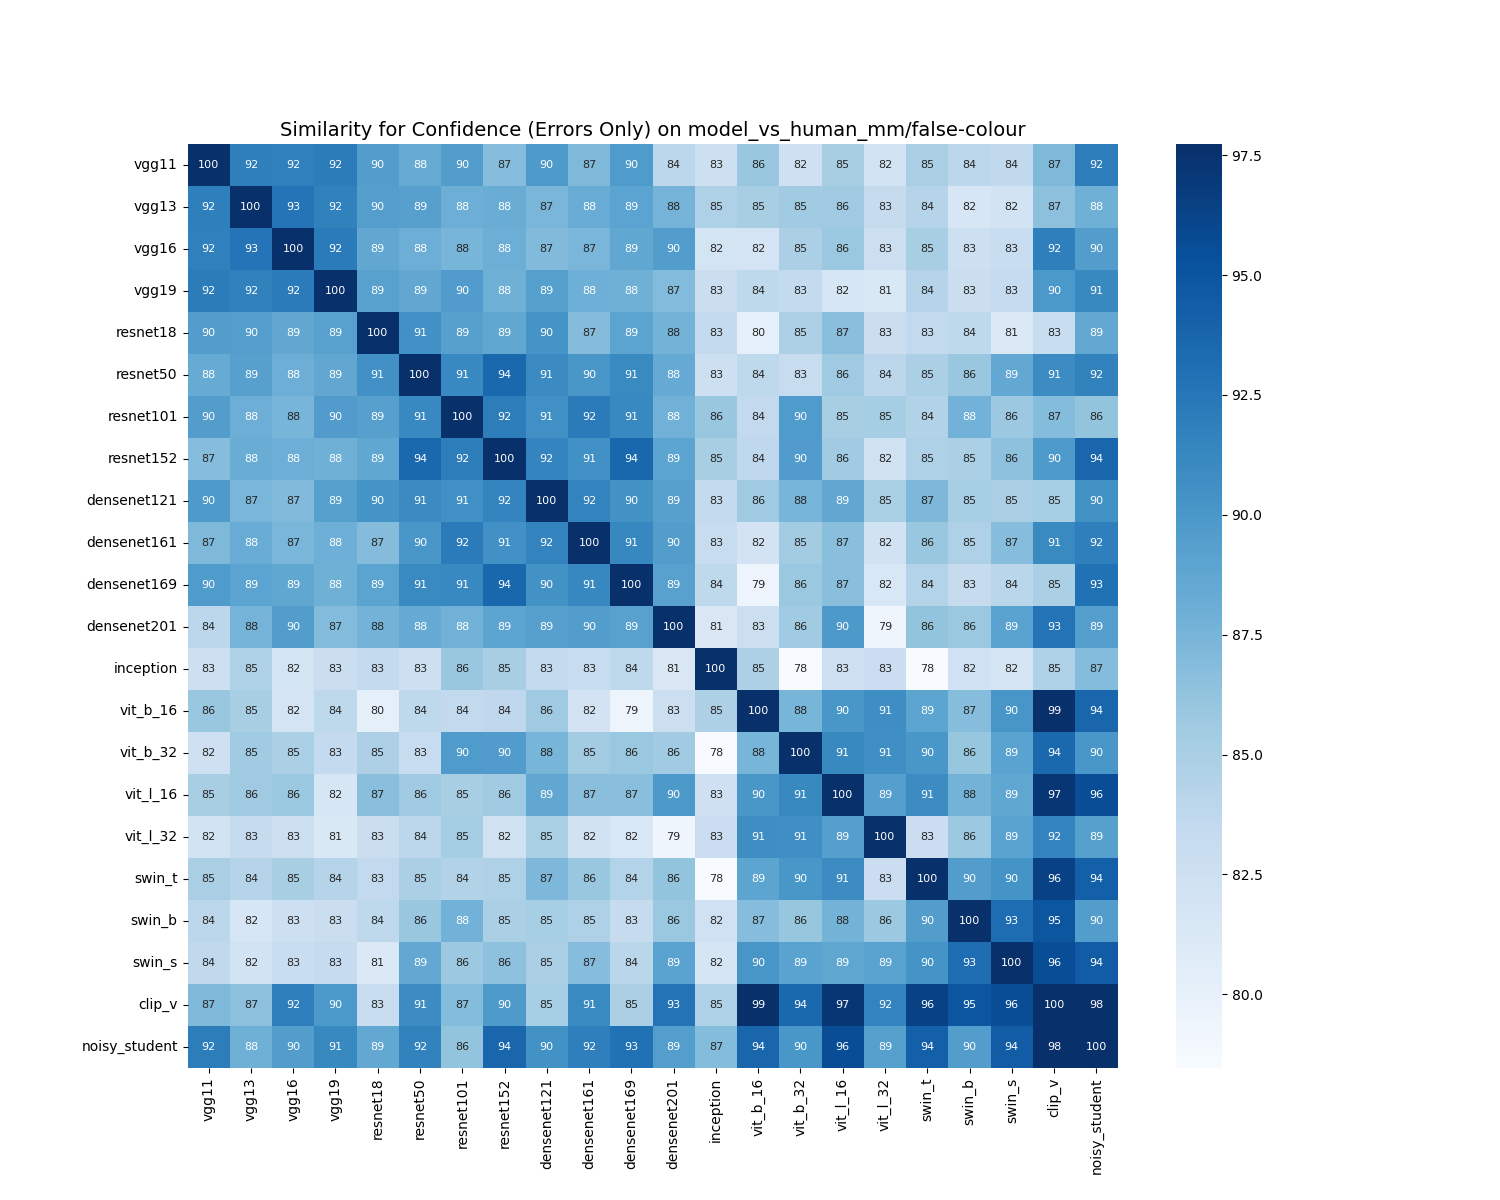 Similarity for Confidence (Errors Only) on model_vs_human_mm/false-colour
vgg11 100 92 92 92 90 88 90 87 90 87 90 84 83 86 82 85 82 85 84 84 87 92
vgg13 92 100 93 92 90 89 88 88 87 88 89 88 85 85 85 86 83 84 82 82 87 88
vgg16 92 93 100 92 89 88 88 88 87 87 89 90 82 82 85 86 83 85 83 83 92 90
vgg19 92 92 92 100 89 89 90 88 89 88 88 87 83 84 83 82 81 84 83 83 90 91
resnet18 90 90 89 89 100 91 89 89 90 87 89 88 83 80 85 87 83 83 84 81 83 89
resnet50 88 89 88 89 91 100 91 94 91 90 91 88 83 84 83 86 84 85 86 89 91 92
resnet101 90 88 88 90 89 91 100 92 91 92 91 88 86 84 90 85 85 84 88 86 87 86
resnet152 87 88 88 88 89 94 92 100 92 91 94 89 85 84 90 86 82 85 85 86 90 94
densenet121 90 87 87 89 90 91 91 92 100 92 90 89 83 86 88 89 85 87 85 85 85 90
densenet161 87 88 87 88 87 90 92 91 92 100 91 90 83 82 85 87 82 86 85 87 91 92
densenet169 90 89 89 88 89 91 91 94 90 91 100 89 84 79 86 87 82 84 83 84 85 93
densenet201 84 88 90 87 88 88 88 89 89 90 89 100 81 83 86 90 79 86 86 89 93 89
inception 83 85 82 83 83 83 86 85 83 83 84 81 100 85 78 83 83 78 82 82 85 87
vit_b_16 86 85 82 84 80 84 84 84 86 82 79 83 85 100 88 90 91 89 87 90 99 94
vit_b_32 82 85 85 83 85 83 90 90 88 85 86 86 78 88 100 91 91 90 86 89 94 90
vit_l_16 85 86 86 82 87 86 85 86 89 87 87 90 83 90 91 100 89 91 88 89 97 96
vit_l_32 82 83 83 81 83 84 85 82 85 82 82 79 83 91 91 89 100 83 86 89 92 89
swin_t 85 84 85 84 83 85 84 85 87 86 84 86 78 89 90 91 83 100 90 90 96 94
swin_b 84 82 83 83 84 86 88 85 85 85 83 86 82 87 86 88 86 90 100 93 95 90
swin_s 84 82 83 83 81 89 86 86 85 87 84 89 82 90 89 89 89 90 93 100 96 94
clip_v 87 87 92 90 83 91 87 90 85 91 85 93 85 99 94 97 92 96 95 96 100 98
noisy_student 92 88 90 91 89 92 86 94 90 92 93 89 87 94 90 96 89 94 90 94 98 100
vgg11 vgg13 vgg16 vgg19 resnet18 resnet50 resnet101 resnet152 densenet121 densenet161 densenet169 densenet201 inception vit_b_16 vit_b_32 vit_l_16 vit_l_32 swin_t swin_b swin_s clip_v noisy_student
97.5
95.0
92.5
90.0
87.5
85.0
82.5
80.0